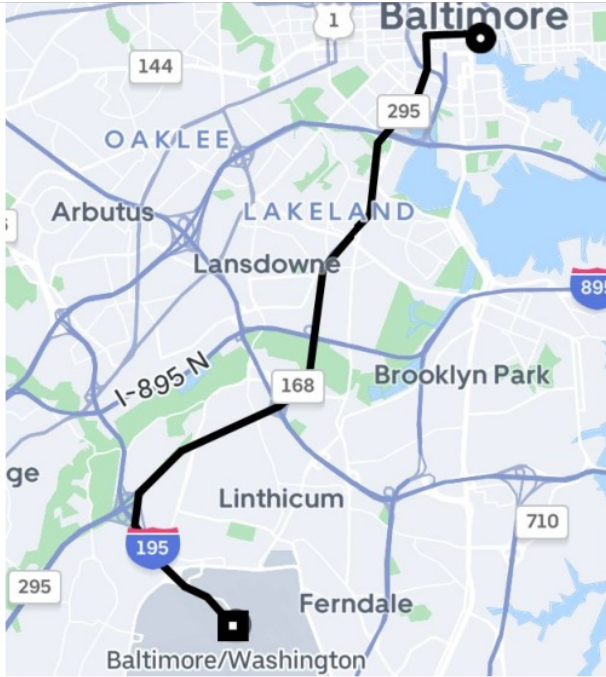 Baltimore
1
144
295
OAKLEE
Arbutus
LAKELAND
Lansdowne
895
I-895 N
168
Brooklyn Park
ge
Linthicum
710
195
295
Ferndale
Baltimore/Washington